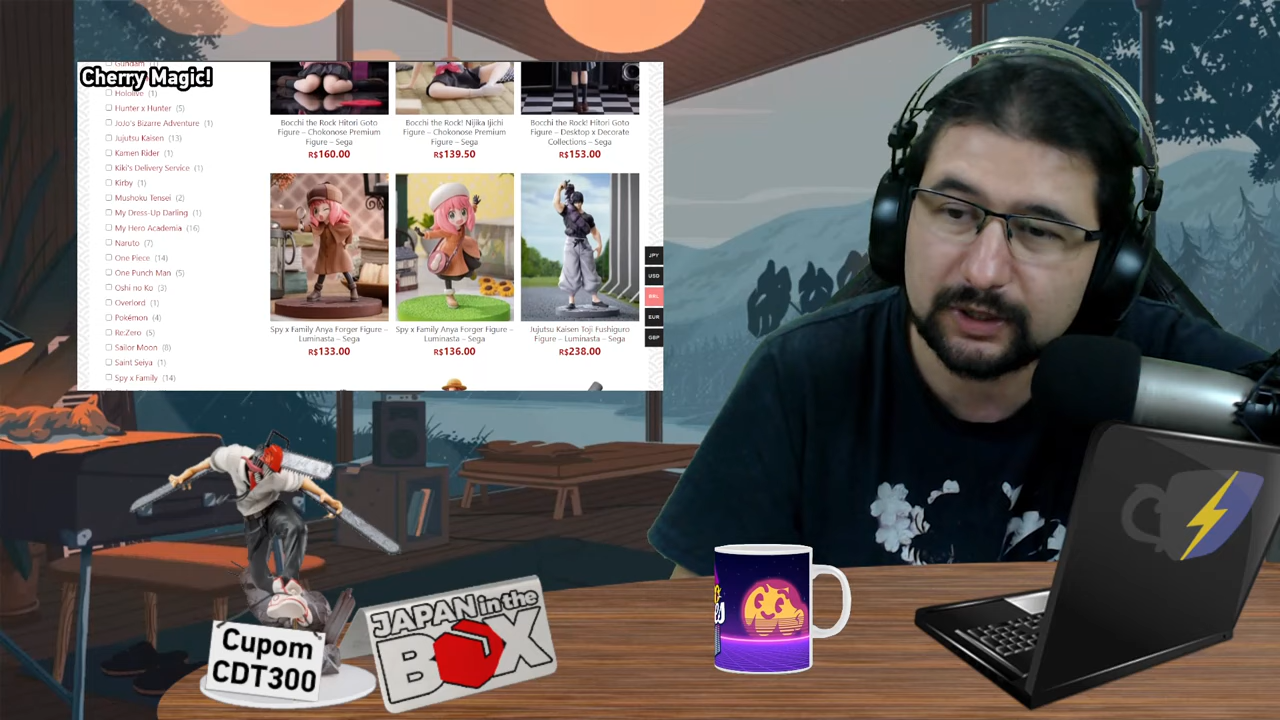 Gundam
Cherry Magic!
Hololive (1)
Hunter x Hunter (5)
JoJo's Bizarre Adventure (1)
Jujutsu Kaisen (13)
Kamen Rider (1)
Kiki's Delivery Service (1)
Kirby (1)
Mushoku Tensei (2)
My Dress-Up Darling (1)
My Hero Academia (16)
Naruto (7)
One Piece (14)
One Punch Man (5)
Oshi no Ko (3)
Overlord (1)
Pokémon (4)
Re:Zero (5)
Sailor Moon (8)
Saint Seiya (1)
Spy x Family (14)
Bocchi the Rock Hitori Goto
Figure – Chokonose Premium
Figure – Sega
R$160.00
Bocchi the Rock! Nijika Ijichi
Figure – Chokonose Premium
Figure – Sega
R$139.50
Bocchi the Rock! Hitori Goto
Figure – Desktop x Decorate
Collections – Sega
R$153.00
Spy x Family Anya Forger Figure –
Luminasta – Sega
R$133.00
Spy x Family Anya Forger Figure –
Luminasta – Sega
R$136.00
Jujutsu Kaisen Toji Fushiguro
Figure – Luminasta – Sega
R$238.00
JPY
USD
BRL
EUR
GBP
Cupom
CDT300
JAPAN in the
BOX